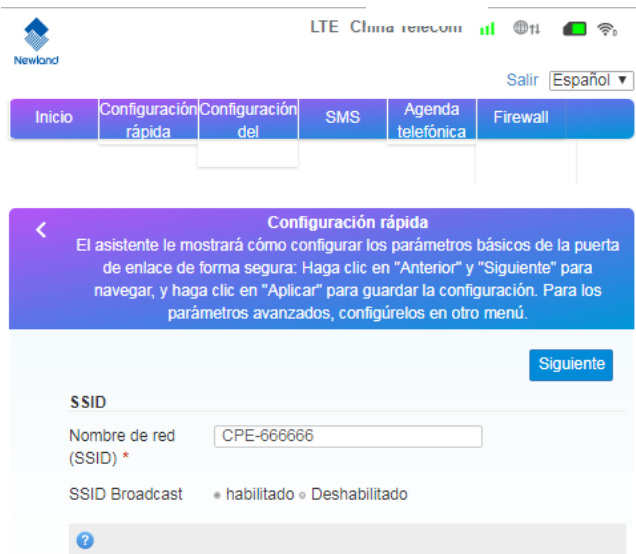 LTE China Telecom
Newland
Salir Español
Inicio Configuración rápida Configuración del SMS Agenda telefónica Firewall
Configuración rápida
El asistente le mostrará cómo configurar los parámetros básicos de la puerta
de enlace de forma segura: Haga clic en "Anterior" y "Siguiente" para
navegar, y haga clic en "Aplicar" para guardar la configuración. Para los
parámetros avanzados, configúrelos en otro menú.
Siguiente
SSID
Nombre de red
(SSID) *
CPE-666666
SSID Broadcast habilitado Deshabilitado